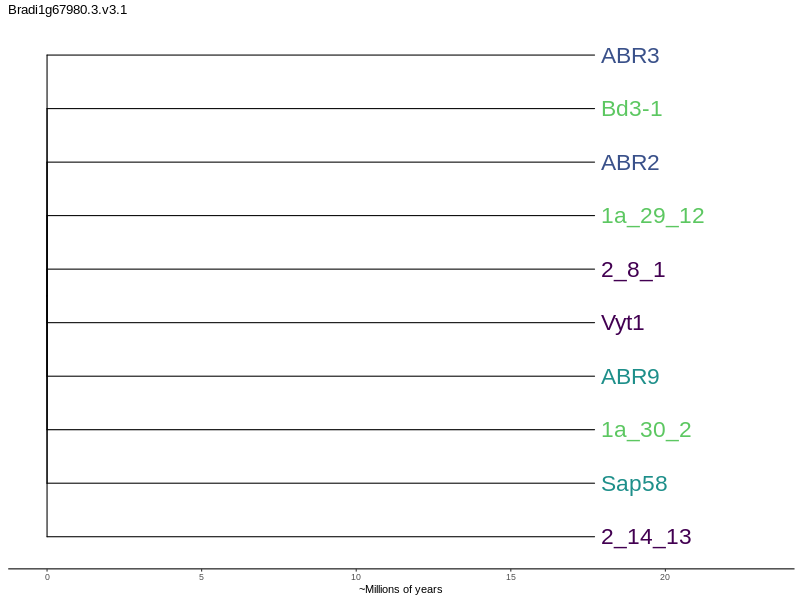 Bradi1g67980.3.v3.1
ABR3
Bd3-1
ABR2
1a_29_12
2_8_1
Vyt1
ABR9
1a_30_2
Sap58
2_14_13
0 5 10 15 20
~Millions of years